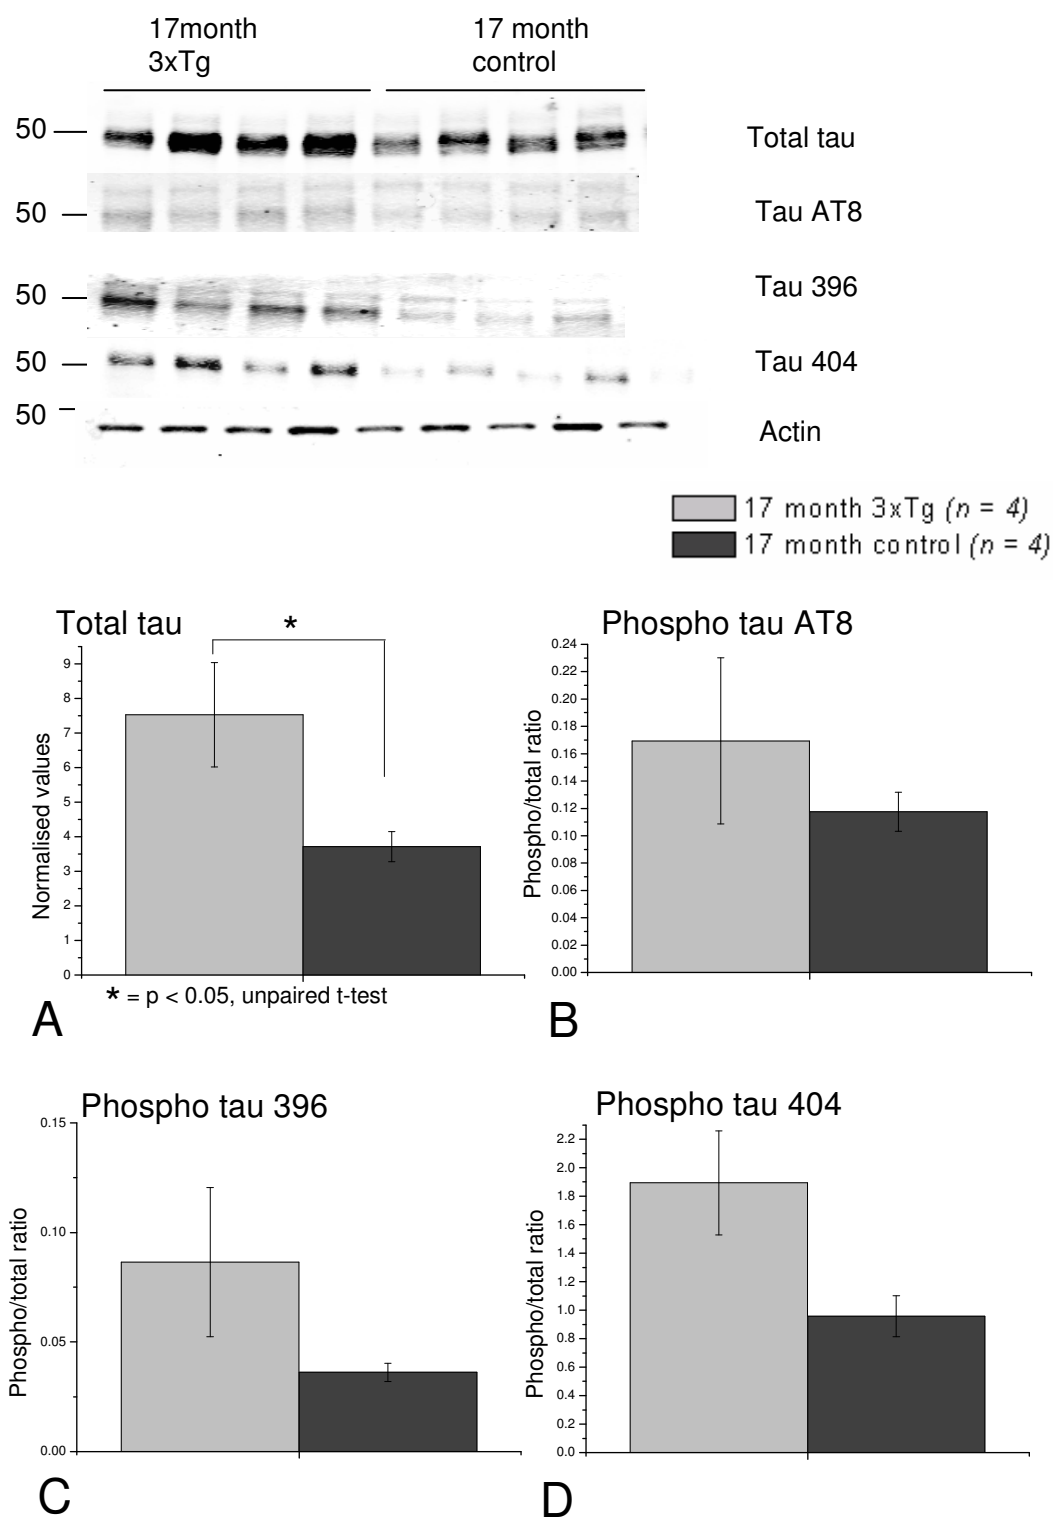 17month
3xTg
17 month
control
50
Total tau
50
Tau AT8
50
Tau 396
50
Tau 404
50
Actin
17 month 3xTg (n = 4)
17 month control (n = 4)
Total tau
*
Normalised values
9
8
7
6
5
4
3
2
1
0
* = p < 0.05, unpaired t-test
A
Phospho tau AT8
Phospho/total ratio
0.24
0.22
0.20
0.18
0.16
0.14
0.12
0.10
0.08
0.06
0.04
0.02
0.00
B
Phospho tau 396
Phospho/total ratio
0.15
0.10
0.05
0.00
C
Phospho tau 404
Phospho/total ratio
2.2
2.0
1.8
1.6
1.4
1.2
1.0
0.8
0.6
0.4
0.2
0.0
D